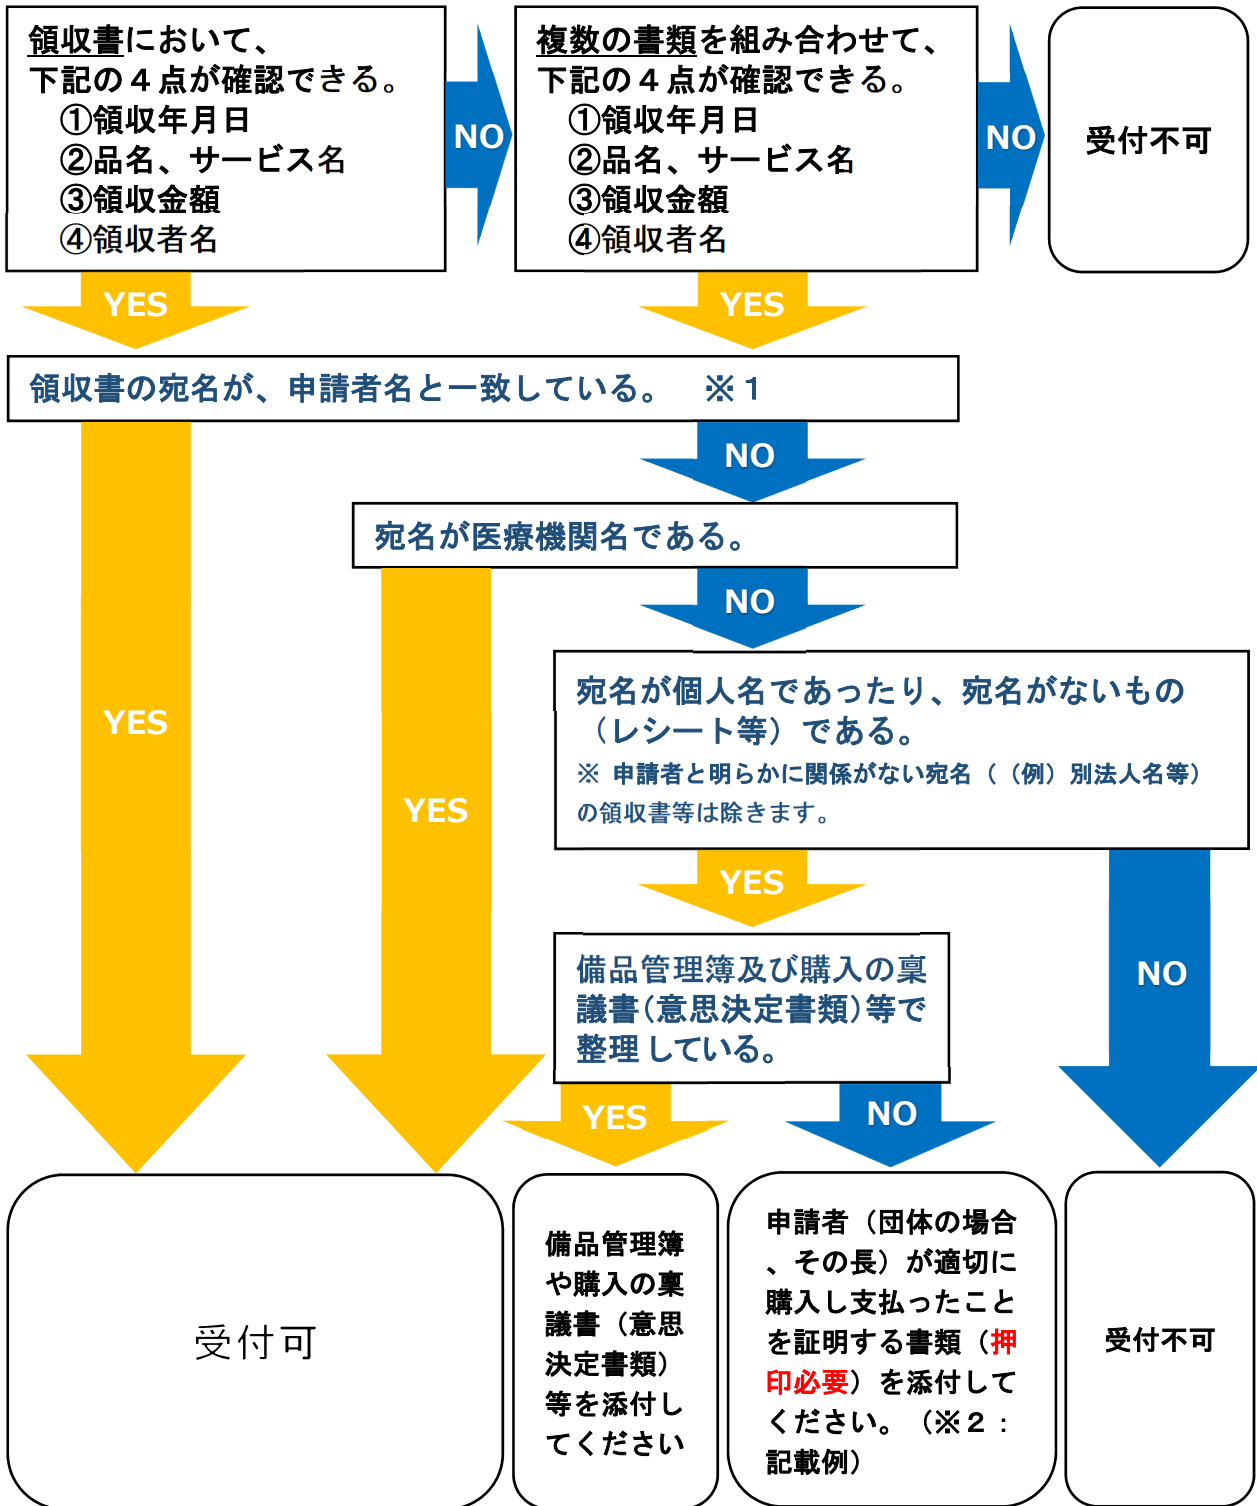 領収書において、
下記の４点が確認できる。
①領収年月日
②品名、サービス名
③領収金額
④領収者名
NO
複数の書類を組み合わせて、
下記の４点が確認できる。
①領収年月日
②品名、サービス名
③領収金額
④領収者名
NO
受付不可
YES
YES
領収書の宛名が、申請者名と一致している。　※１
NO
宛名が医療機関名である。
NO
YES
YES
宛名が個人名であったり、宛名がないもの
（レシート等）である。
※ 申請者と明らかに関係がない宛名（（例）別法人名等）
の領収書等は除きます。
YES
NO
備品管理簿及び購入の稟
議書（意思決定書類）等で
整理している。
YES
NO
受付可
備品管理簿
や購入の稟
議書（意思
決定書類）
等を添付し
てください
申請者（団体の場合
、その長）が適切に
購入し支払ったこと
を証明する書類（押
印必要）を添付して
ください。（※２：
記載例）
受付不可